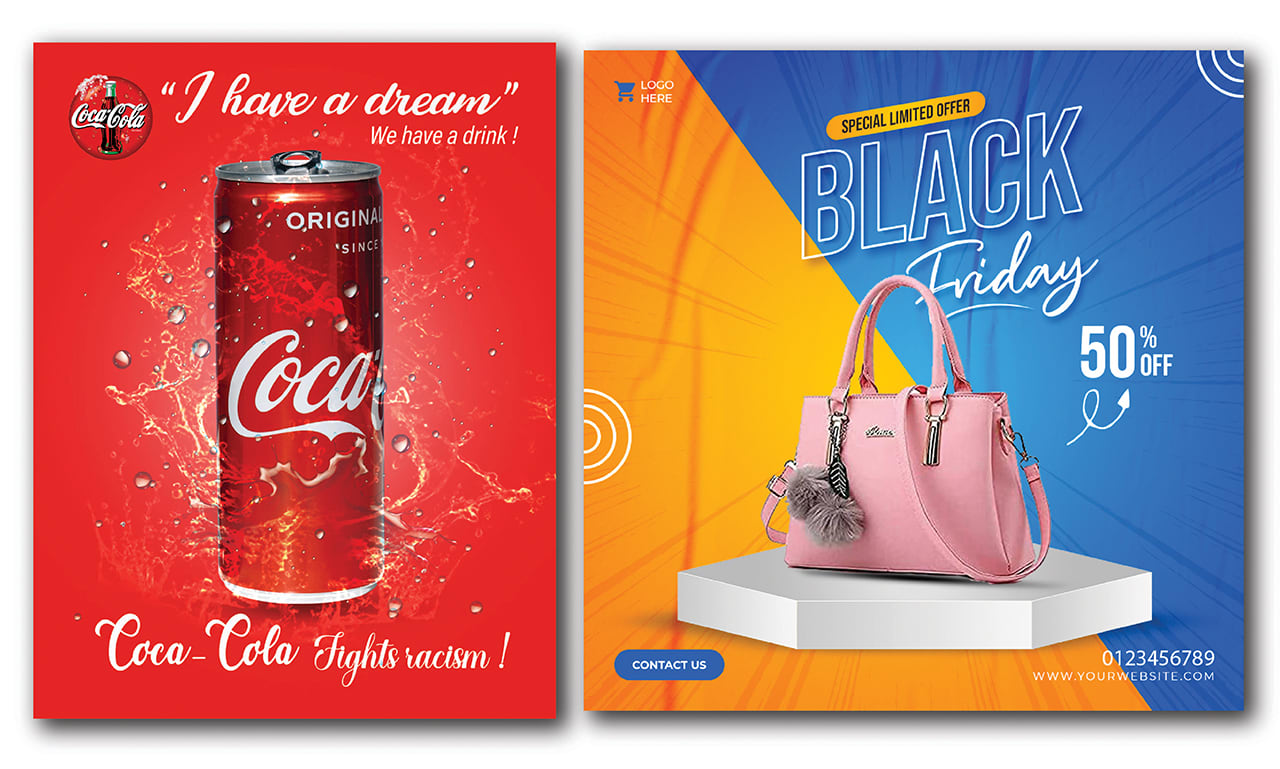 Coca-Cola
“I have a dream”
We have a drink !
ORIGINAL
SINCE
Coca
Coca-Cola Fights racism !
LOGO
HERE
SPECIAL LIMITED OFFER
BLACK
Friday
50% OFF
CONTACT US
0123456789
WWW.YOURWEBSITE.COM